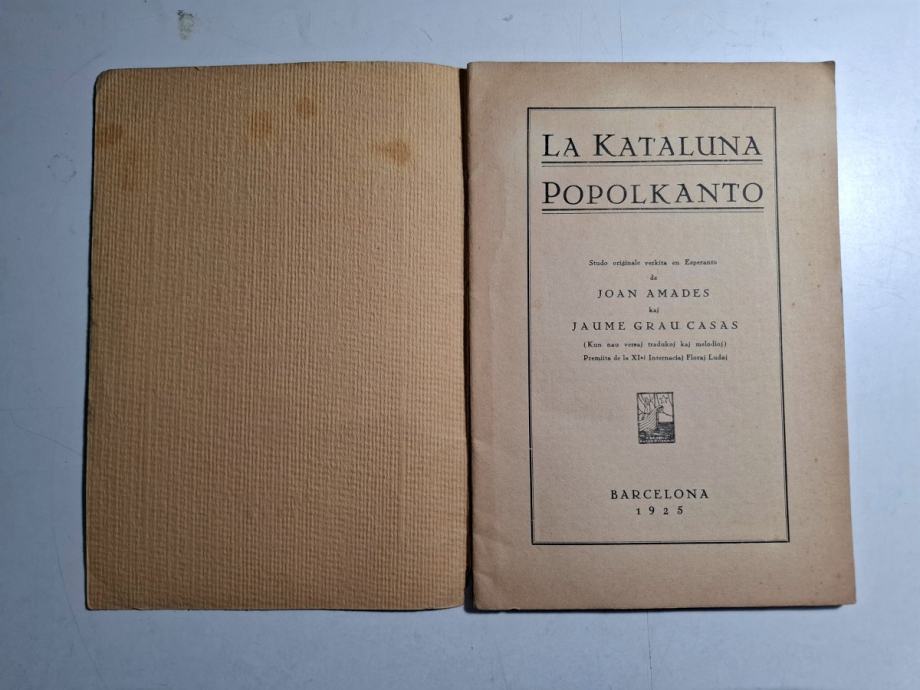 LA KATALUNA
POPOLKANTO
Studo originale verkita en Esperanto
de
JOAN AMADES
kaj
JAUME GRAU CASAS
(Kun nau versaj tradukoj kaj melodioj)
Premiita de la XIaj Internaciaj Floraj Ludoj
BARCELONA
1925